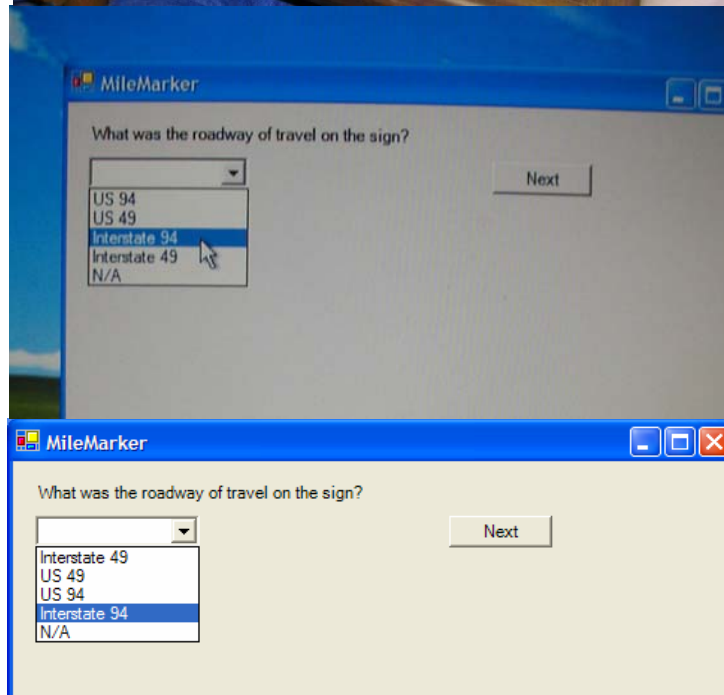 MileMarker
What was the roadway of travel on the sign?
Next
US 94
US 49
Interstate 94
Interstate 49
N/A
MileMarker
What was the roadway of travel on the sign?
Next
Interstate 49
US 49
US 94
Interstate 94
N/A